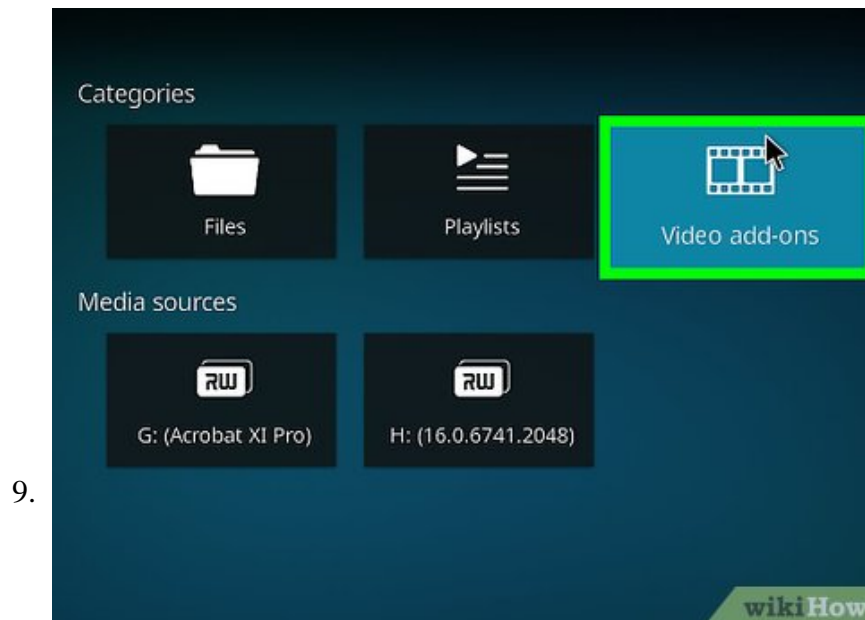 Categories
Files
Playlists
Video add-ons
Media sources
RW
RW
G: (Acrobat XI Pro)
H: (16.0.6741.2048)
9.
wikiHow